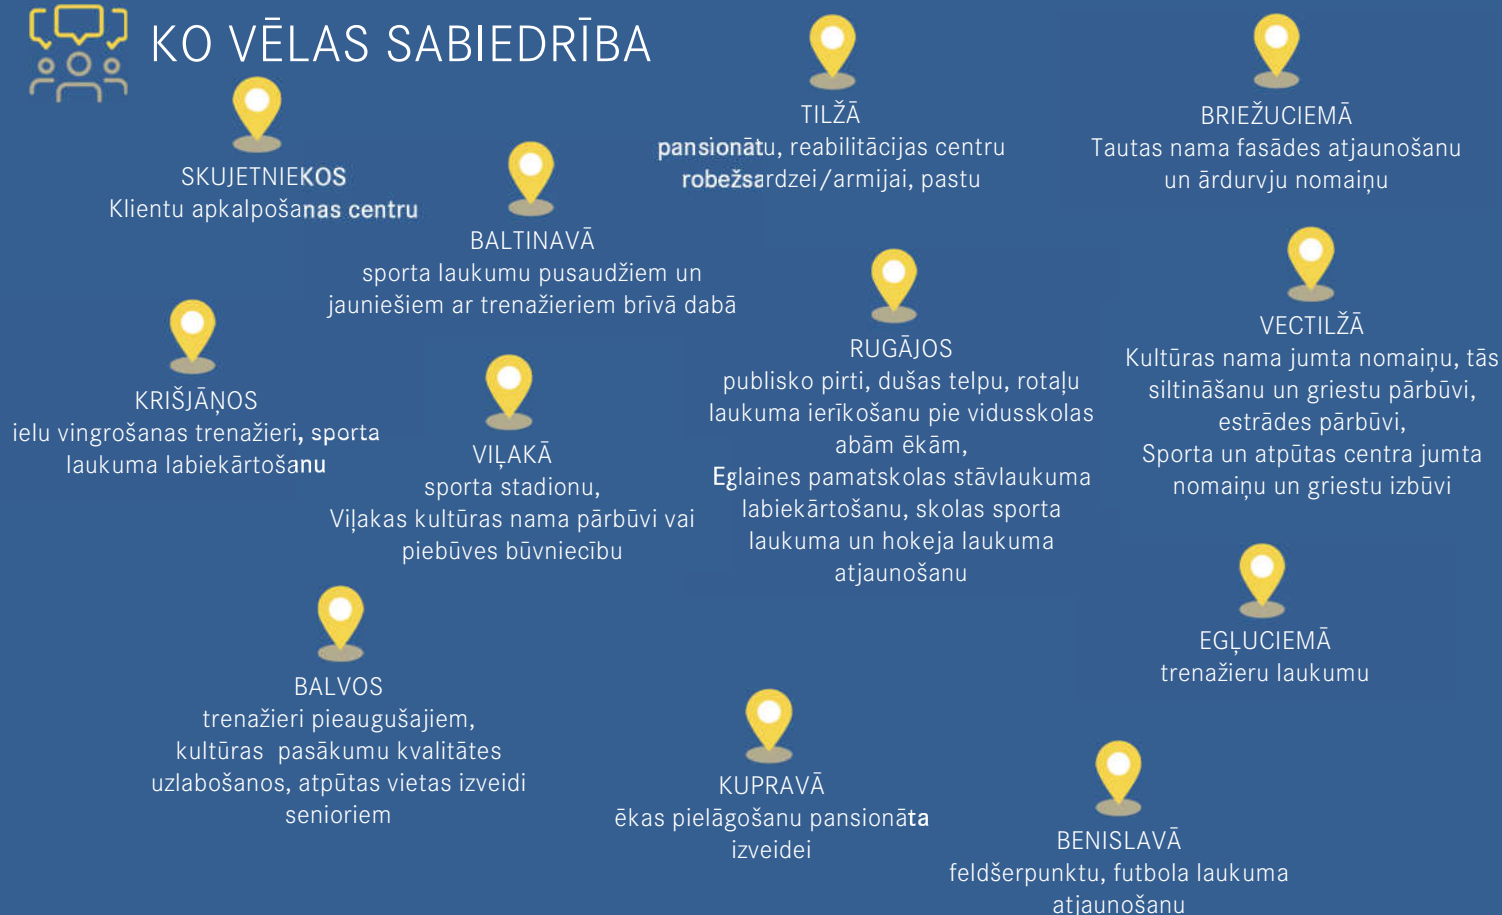 KO VĒLAS SABIEDRĪBA
SKUJETNIEKOS
Klientu apkalpošanas centru
BALTINAVĀ
sporta laukumu pusaudžiem un
jauniešiem ar trenažieriem brīvā dabā
TILŽĀ
pansionātu, reabilitācijas centru
robežsardzei/armijai, pastu
BRIEŽUCIEMĀ
Tautas nama fasādes atjaunošanu
un ārdurvju nomaiņu
KRIŠJĀŅOS
ielu vingrošanas trenažieri, sporta
laukuma labiekārtošanu
VIĻAKĀ
sporta stadionu,
Viļakas kultūras nama pārbūvi vai
piebūves būvniecību
RUGĀJOS
publisko pirti, dušas telpu, rotaļu
laukuma ierīkošanu pie vidusskolas
abām ēkām,
Eglaines pamatskolas stāvlaukuma
labiekārtošanu, skolas sporta
laukuma un hokeja laukuma
atjaunošanu
VECTILŽĀ
Kultūras nama jumta nomaiņu, tās
siltināšanu un griestu pārbūvi,
estrādes pārbūvi,
Sporta un atpūtas centra jumta
nomaiņu un griestu izbūvi
EGĻUCIEMĀ
trenažieru laukumu
BALVOS
trenažieri pieaugušajiem,
kultūras pasākumu kvalitātes
uzlabošanos, atpūtas vietas izveidi
senioriem
KUPRAVĀ
ēkas pielāgošanu pansionāta
izveidei
BENISLAVĀ
feldšerpunktu, futbola laukuma
atjaunošanu